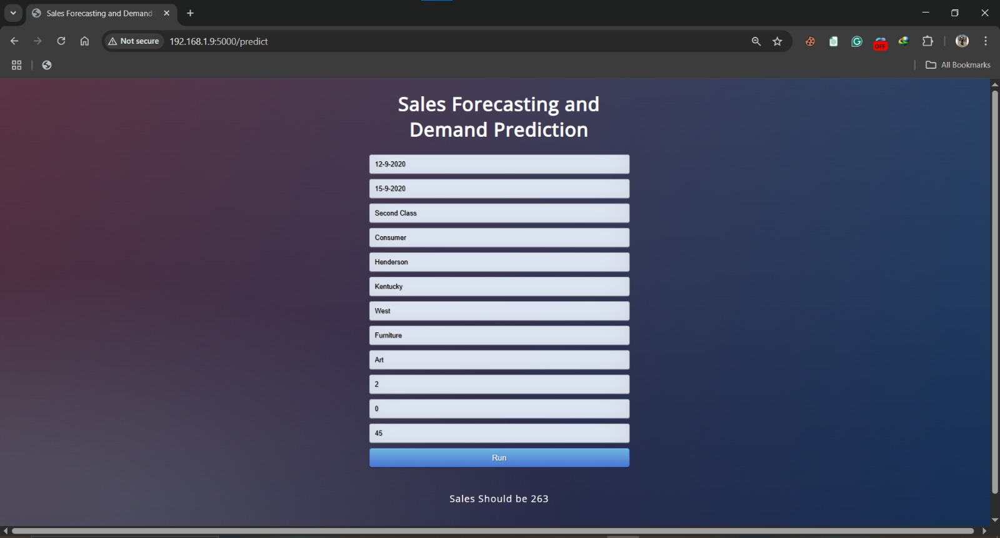 Sales Forecasting and Demand
Not secure
192.168.1.9:5000/predict
OFF
All Bookmarks
Sales Forecasting and
Demand Prediction
12-9-2020
15-9-2020
Second Class
Consumer
Henderson
Kentucky
West
Furniture
Art
2
0
45
Run
Sales Should be 263